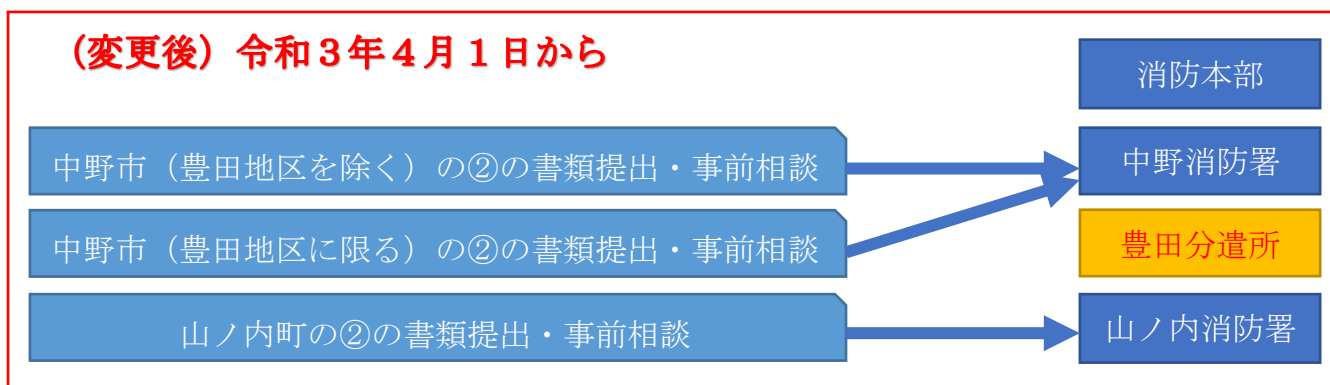 （変更後）令和３年４月１日から
消防本部
中野市（豊田地区を除く）の②の書類提出・事前相談
中野消防署
中野市（豊田地区に限る）の②の書類提出・事前相談
豊田分遣所
山ノ内町の②の書類提出・事前相談
山ノ内消防署